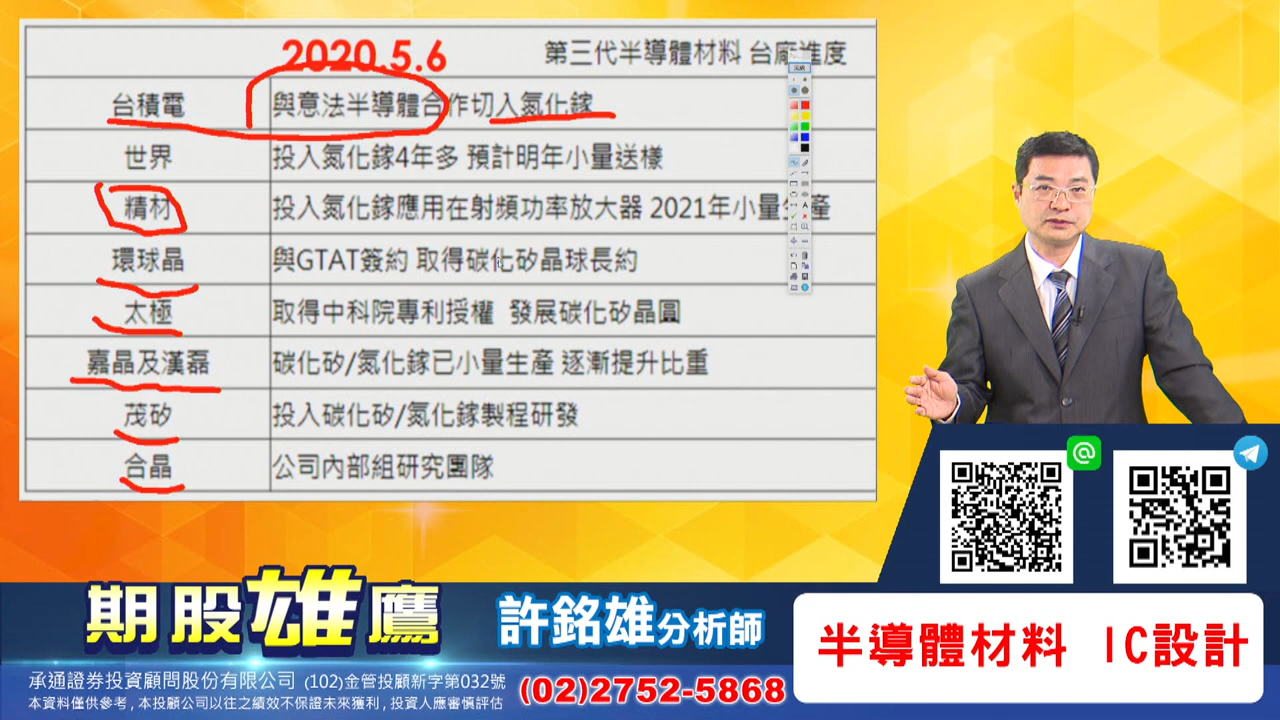 2020.5.6 第三代半導體材料 台廠進度
台積電 與意法半導體合作切入氮化鎵
世界 投入氮化鎵4年多 預計明年小量送樣
精材 投入氮化鎵應用在射頻功率放大器 2021年小量生產
環球晶 與GTAT簽約 取得碳化矽晶球長約
太極 取得中科院專利授權 發展碳化矽晶圓
嘉晶及漢磊 碳化矽/氮化鎵已小量生產 逐漸提升比重
茂矽 投入碳化矽/氮化鎵製程研發
合晶 公司內部組研究團隊
期股雄鷹
許銘雄分析師
半導體材料 IC設計
承通證券投資顧問股份有限公司 (102)金管投顧新字第032號
(02)2752-5868
本資料僅供參考,本投顧公司以往之績效不保證未來獲利,投資人應審慎評估